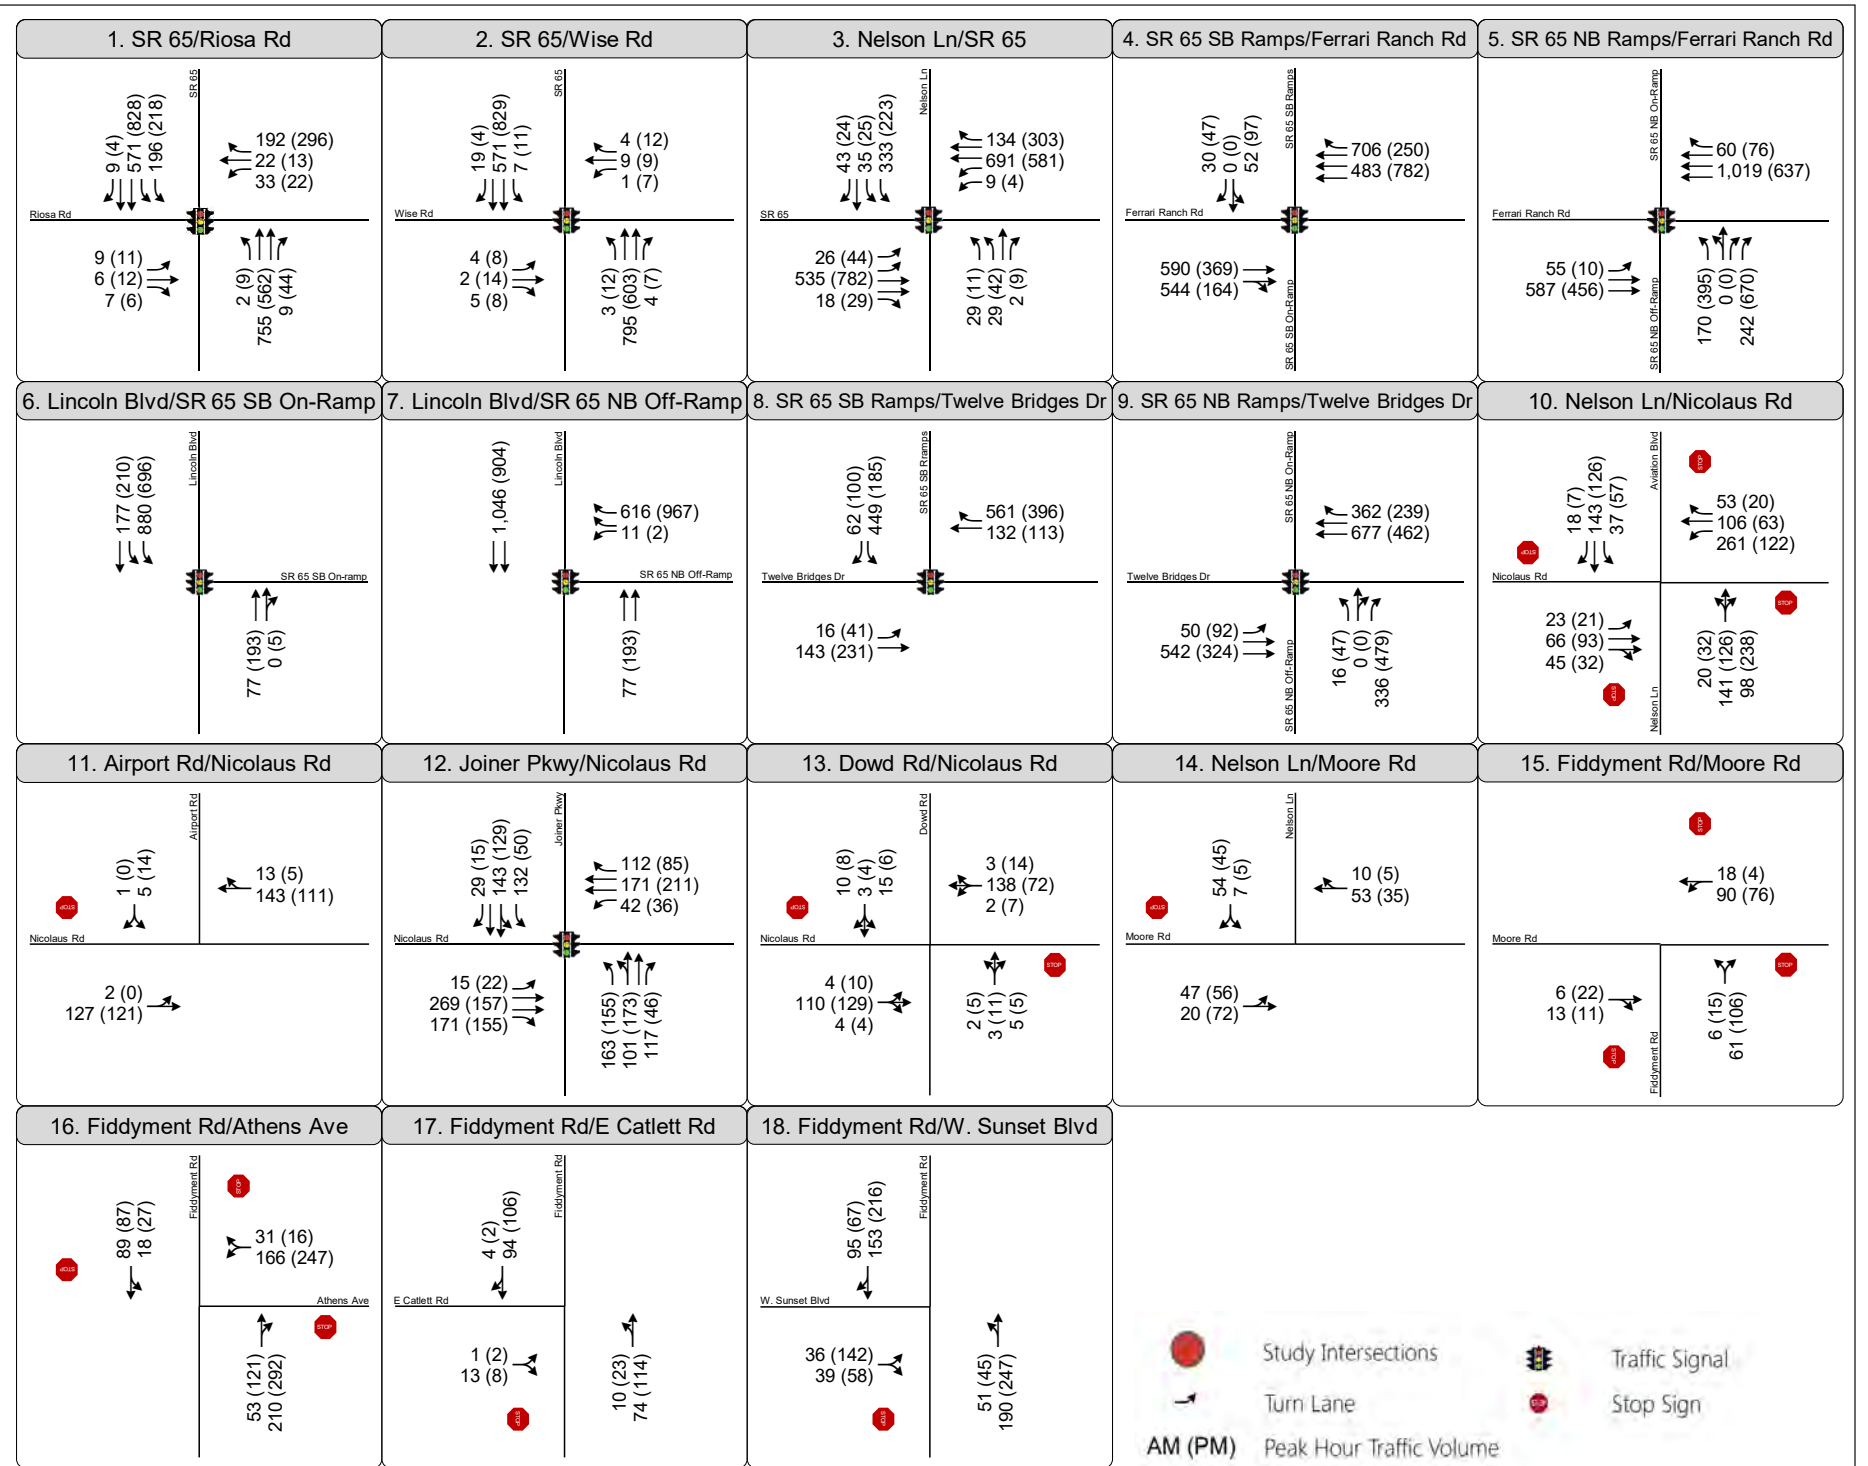 1. SR 65/Riosa Rd
SR 65
9 (4)
571 (828)
196 (218)
192 (296)
22 (13)
33 (22)
Riosa Rd
9 (11)
6 (12)
7 (6)
2 (9)
755 (562)
9 (44)
2. SR 65/Wise Rd
SR 65
19 (4)
571 (829)
7 (11)
4 (12)
9 (9)
1 (7)
Wise Rd
4 (8)
2 (14)
5 (8)
3 (12)
795 (603)
4 (7)
3. Nelson Ln/SR 65
Nelson Ln
43 (24)
35 (25)
333 (223)
134 (303)
691 (581)
9 (4)
SR 65
26 (44)
535 (782)
18 (29)
29 (11)
29 (42)
2 (9)
4. SR 65 SB Ramps/Ferrari Ranch Rd
SR 65 SB Ramps
30 (47)
0 (0)
52 (97)
706 (250)
483 (782)
Ferrari Ranch Rd
590 (369)
544 (164)
SR 65 SB On-Ramp
5. SR 65 NB Ramps/Ferrari Ranch Rd
SR 65 NB On-Ramp
60 (76)
1,019 (637)
Ferrari Ranch Rd
55 (10)
587 (456)
SR 65 NB Off-Ramp
170 (395)
0 (0)
242 (670)
6. Lincoln Blvd/SR 65 SB On-Ramp
Lincoln Blvd
177 (210)
880 (696)
SR 65 SB On-ramp
77 (193)
0 (5)
7. Lincoln Blvd/SR 65 NB Off-Ramp
Lincoln Blvd
1,046 (904)
616 (967)
11 (2)
SR 65 NB Off-Ramp
77 (193)
8. SR 65 SB Ramps/Twelve Bridges Dr
SR 65 SB Rramps
62 (100)
449 (185)
561 (396)
132 (113)
Twelve Bridges Dr
16 (41)
143 (231)
9. SR 65 NB Ramps/Twelve Bridges Dr
SR 65 NB On-Ramp
362 (239)
677 (462)
Twelve Bridges Dr
50 (92)
542 (324)
SR 65 NB Off-Ramp
16 (47)
0 (0)
336 (479)
10. Nelson Ln/Nicolaus Rd
Aviation Blvd
STOP
18 (7)
143 (126)
37 (57)
53 (20)
106 (63)
261 (122)
STOP
Nicolaus Rd
STOP
23 (21)
66 (93)
45 (32)
STOP
Nelson Ln
20 (32)
141 (126)
98 (238)
11. Airport Rd/Nicolaus Rd
Airport Rd
1 (0)
5 (14)
13 (5)
143 (111)
STOP
Nicolaus Rd
2 (0)
127 (121)
12. Joiner Pkwy/Nicolaus Rd
Joiner Pkwy
29 (15)
143 (129)
132 (50)
112 (85)
171 (211)
42 (36)
Nicolaus Rd
15 (22)
269 (157)
171 (155)
163 (155)
101 (173)
117 (46)
13. Dowd Rd/Nicolaus Rd
Dowd Rd
10 (8)
3 (4)
15 (6)
3 (14)
138 (72)
2 (7)
STOP
Nicolaus Rd
STOP
4 (10)
110 (129)
4 (4)
2 (5)
3 (11)
5 (5)
14. Nelson Ln/Moore Rd
Nelson Ln
54 (45)
7 (5)
10 (5)
53 (35)
STOP
Moore Rd
47 (56)
20 (72)
15. Fiddyment Rd/Moore Rd
STOP
18 (4)
90 (76)
Moore Rd
STOP
6 (22)
13 (11)
STOP
Fiddyment Rd
6 (15)
61 (106)
16. Fiddyment Rd/Athens Ave
Fiddyment Rd
STOP
89 (87)
18 (27)
31 (16)
166 (247)
STOP
Athens Ave
STOP
53 (121)
210 (292)
17. Fiddyment Rd/E Catlett Rd
Fiddyment Rd
4 (2)
94 (106)
E Catlett Rd
1 (2)
13 (8)
STOP
10 (23)
74 (114)
18. Fiddyment Rd/W. Sunset Blvd
Fiddyment Rd
95 (67)
153 (216)
W. Sunset Blvd
36 (142)
39 (58)
STOP
51 (45)
190 (247)
Study Intersections
Traffic Signal
Turn Lane
Stop Sign
AM (PM) Peak Hour Traffic Volume